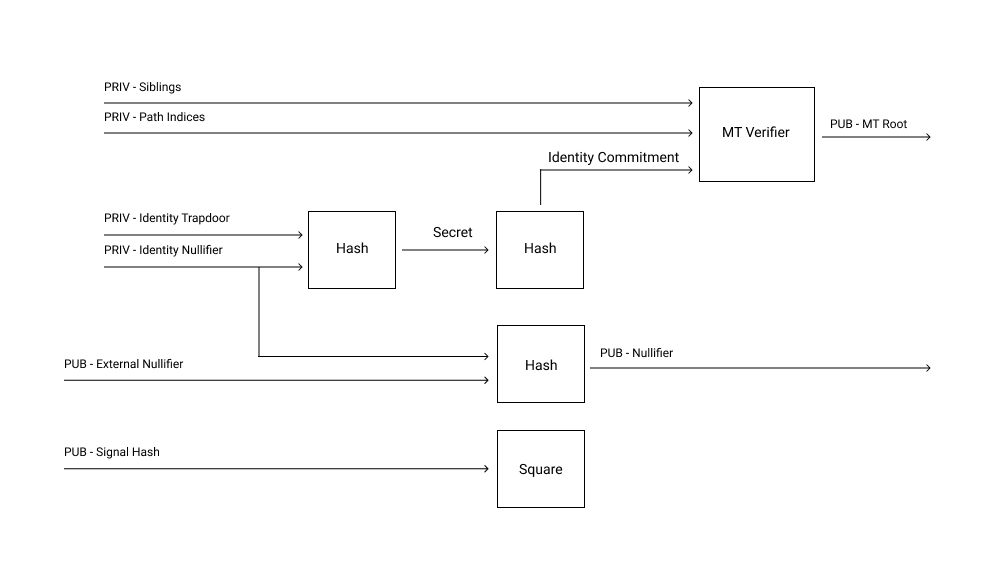 PRIV - Siblings
PRIV - Path Indices
MT Verifier
PUB - MT Root
Identity Commitment
PRIV - Identity Trapdoor
PRIV - Identity Nullifier
Hash
Secret
Hash
PUB - External Nullifier
Hash
PUB - Nullifier
PUB - Signal Hash
Square